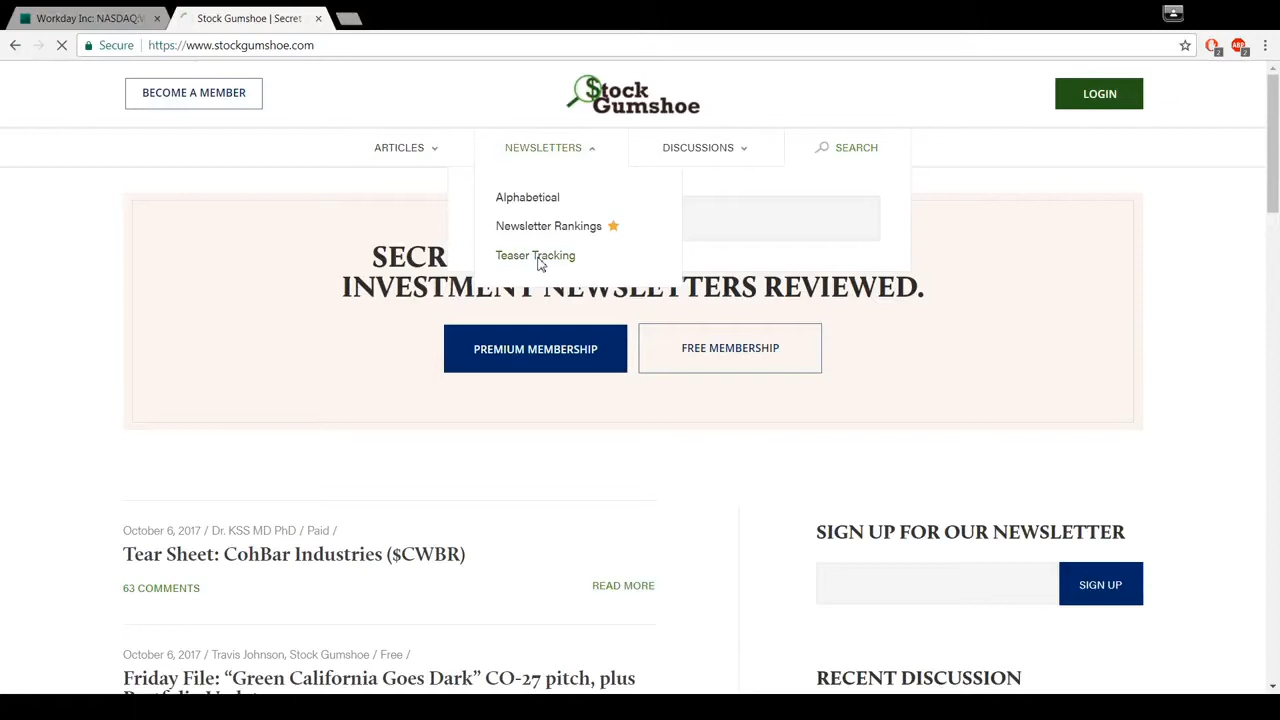 Workday Inc: NASDAQ:
Stock Gumshoe | Secret
Secure https://www.stockgumshoe.com
2 ABP 2
BECOME A MEMBER
$tock
Gumshoe
LOGIN
ARTICLES NEWSLETTERS DISCUSSIONS SEARCH
Alphabetical
Newsletter Rankings
Teaser Tracking
SECR
INVESTMENT NEWSLETTERS REVIEWED.
PREMIUM MEMBERSHIP FREE MEMBERSHIP
October 6, 2017 / Dr. KSS MD PhD / Paid /
Tear Sheet: CohBar Industries ($CWBR)
63 COMMENTS READ MORE
SIGN UP FOR OUR NEWSLETTER
SIGN UP
October 6, 2017 / Travis Johnson, Stock Gumshoe / Free /
Friday File: “Green California Goes Dark” CO-27 pitch, plus
RECENT DISCUSSION